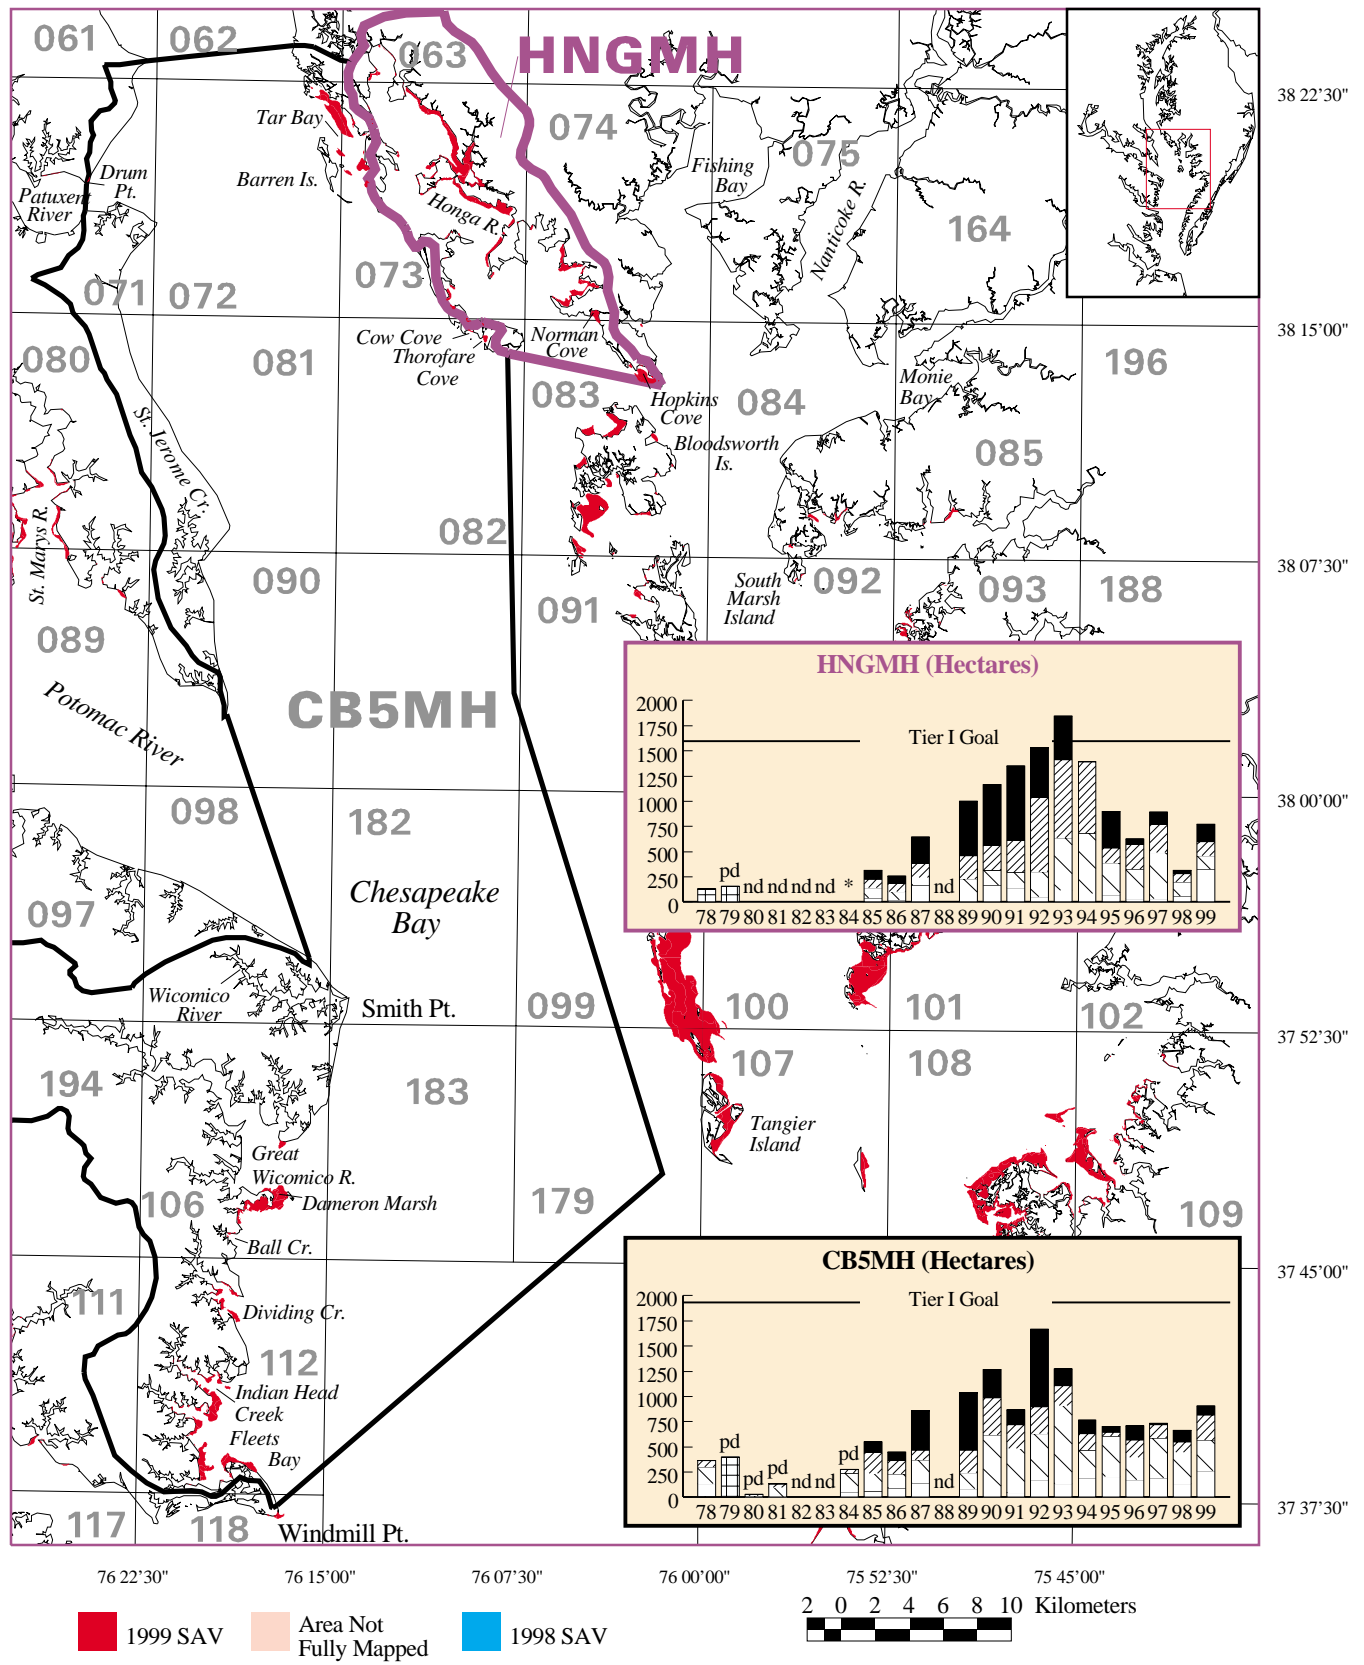 061
062
063
HNGMH
38 22'30"
Tar Bay
074
075
Fishing
Bay
Barren Is.
Drum
Pt.
Patuxent
River
Honga R.
Nanticoke R.
164
071
072
073
38 15'00"
Cow Cove
Thorofare
Cove
Norman
Cove
080
081
083
084
196
Monie
Bay
Hopkins
Cove
Bloodsworth
Is.
St. Jerome Cr.
085
St. Marys R.
082
38 07'30"
090
091
South
Marsh
Island
092
093
188
089
Potomac River
CB5MH
HNGMH (Hectares)
2000
1750
1500
1250
1000
750
500
250
0
Tier I Goal
pd
nd nd nd nd * nd
78 79 80 81 82 83 84 85 86 87 88 89 90 91 92 93 94 95 96 97 98 99
38 00'00"
098
182
Chesapeake
Bay
097
Wicomico
River
Smith Pt.
099
100
101
102
37 52'30"
194
183
107
108
Tangier
Island
Great
Wicomico R.
Dameron Marsh
106
179
109
Ball Cr.
37 45'00"
111
Dividing Cr.
112
Indian Head
Creek
Fleets
Bay
CB5MH (Hectares)
2000
1750
1500
1250
1000
750
500
250
0
Tier I Goal
pd
pd pd nd nd pd nd
78 79 80 81 82 83 84 85 86 87 88 89 90 91 92 93 94 95 96 97 98 99
37 37'30"
117
118
Windmill Pt.
76 22'30"
76 15'00"
76 07'30"
76 00'00"
75 52'30"
75 45'00"
1999 SAV
Area Not
Fully Mapped
1998 SAV
2 0 2 4 6 8 10 Kilometers